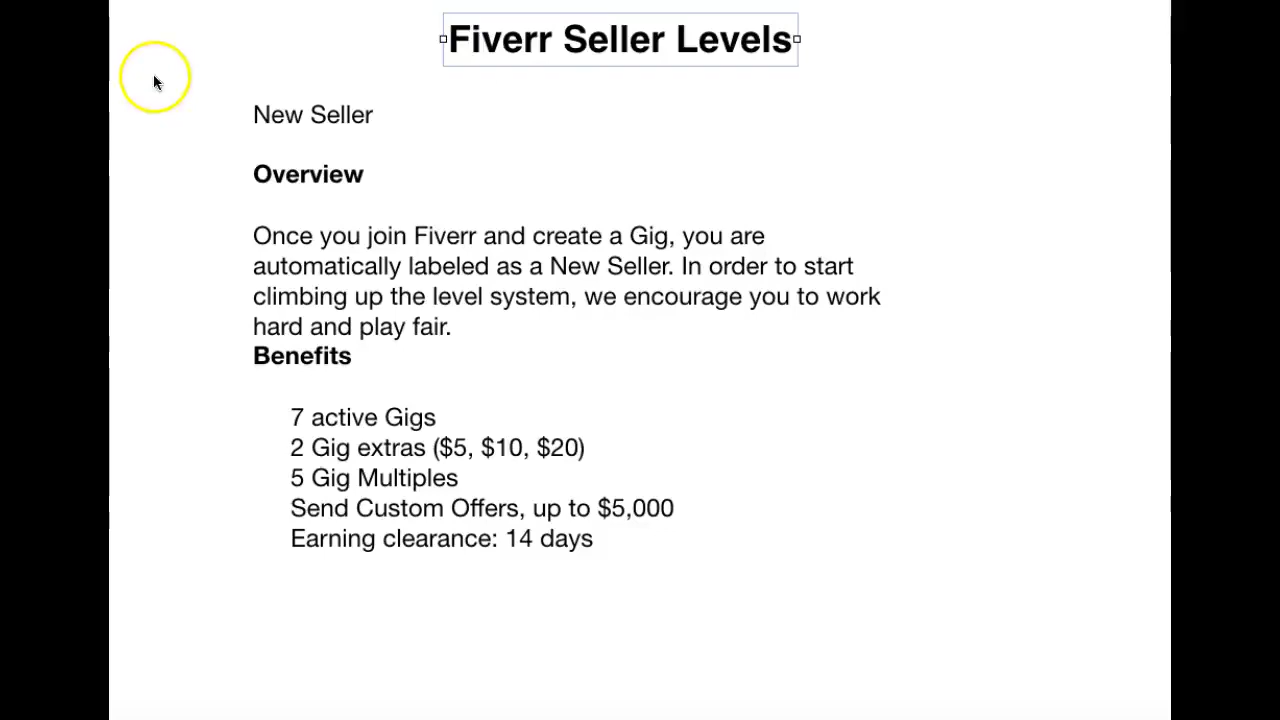 Fiverr Seller Levels
New Seller
Overview
Once you join Fiverr and create a Gig, you are
automatically labeled as a New Seller. In order to start
climbing up the level system, we encourage you to work
hard and play fair.
Benefits
7 active Gigs
2 Gig extras ($5, $10, $20)
5 Gig Multiples
Send Custom Offers, up to $5,000
Earning clearance: 14 days